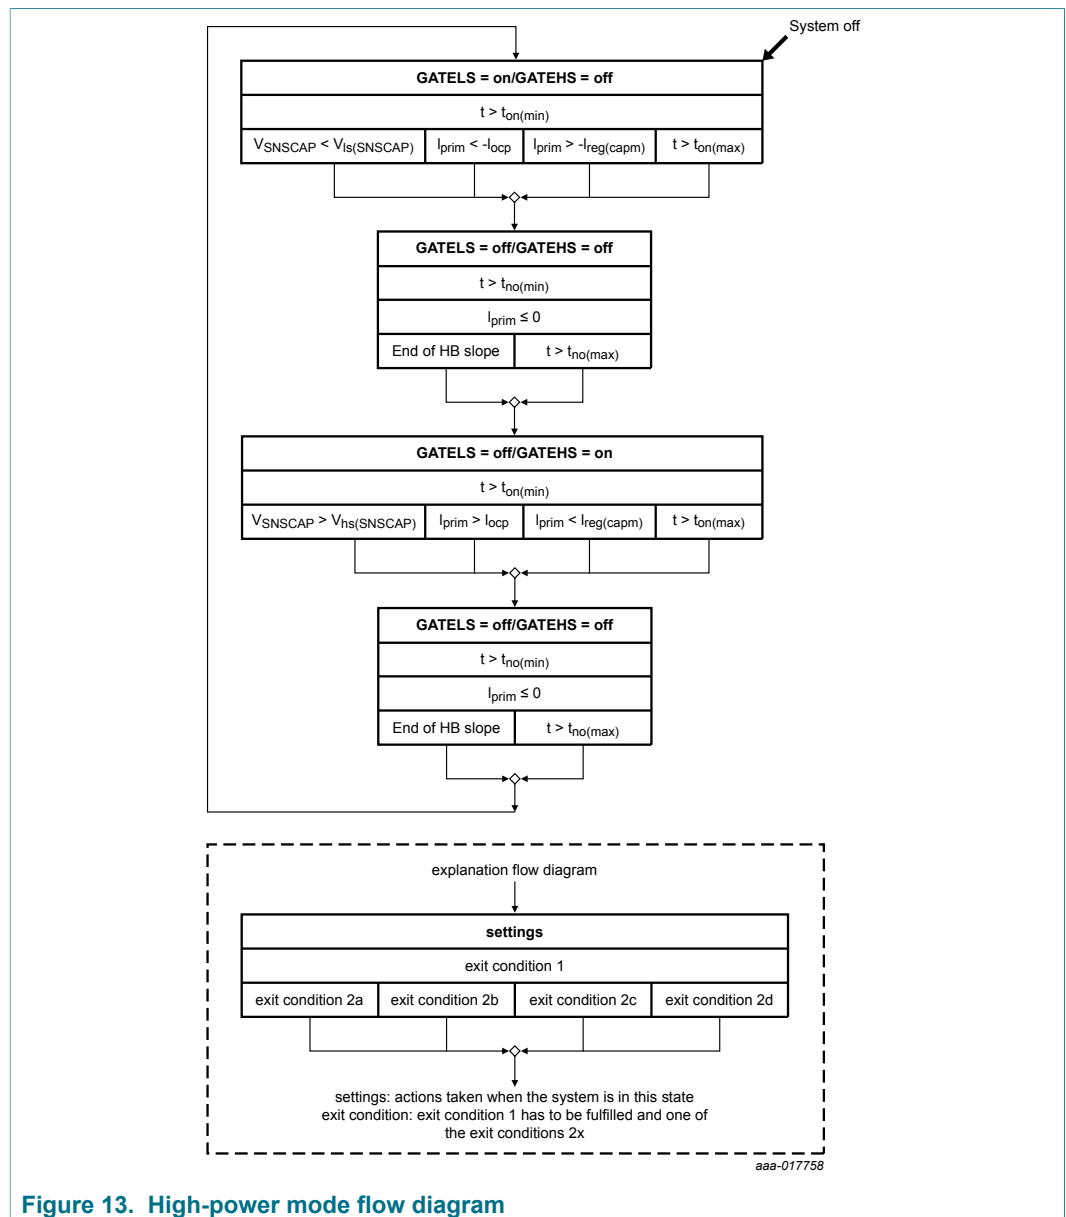 System off
GATELS = on/GATEHS = off
t > ton(min)
VSNSCAP < Vls(SNSCAP)
Iprim < -Iocp
Iprim > -Ireg(capm)
t > ton(max)
GATELS = off/GATEHS = off
t > tno(min)
Iprim ≤ 0
End of HB slope
t > tno(max)
GATELS = off/GATEHS = on
t > ton(min)
VSNSCAP > Vhs(SNSCAP)
Iprim > Iocp
Iprim < Ireg(capm)
t > ton(max)
GATELS = off/GATEHS = off
t > tno(min)
Iprim ≤ 0
End of HB slope
t > tno(max)
explanation flow diagram
settings
exit condition 1
exit condition 2a
exit condition 2b
exit condition 2c
exit condition 2d
settings: actions taken when the system is in this state
exit condition: exit condition 1 has to be fulfilled and one of
the exit conditions 2x
aaa-017758
Figure 13. High-power mode flow diagram